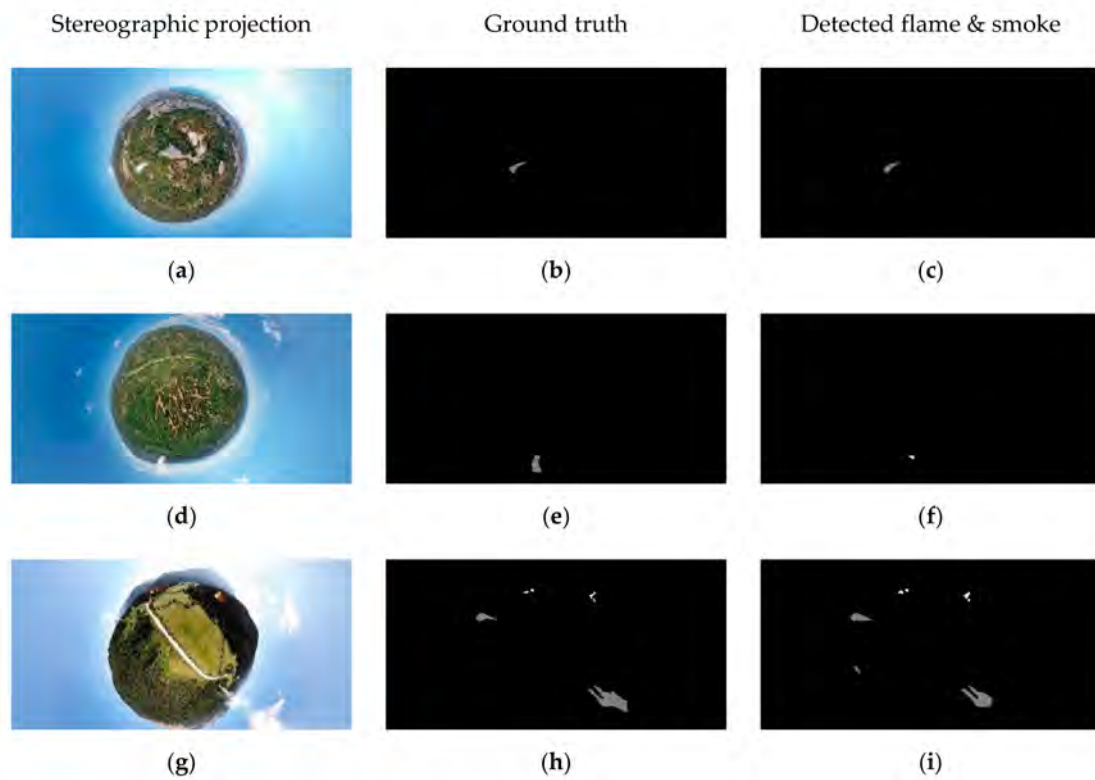 Stereographic projection Ground truth Detected flame & smoke
(a) (b) (c)
(d) (e) (f)
(g) (h) (i)